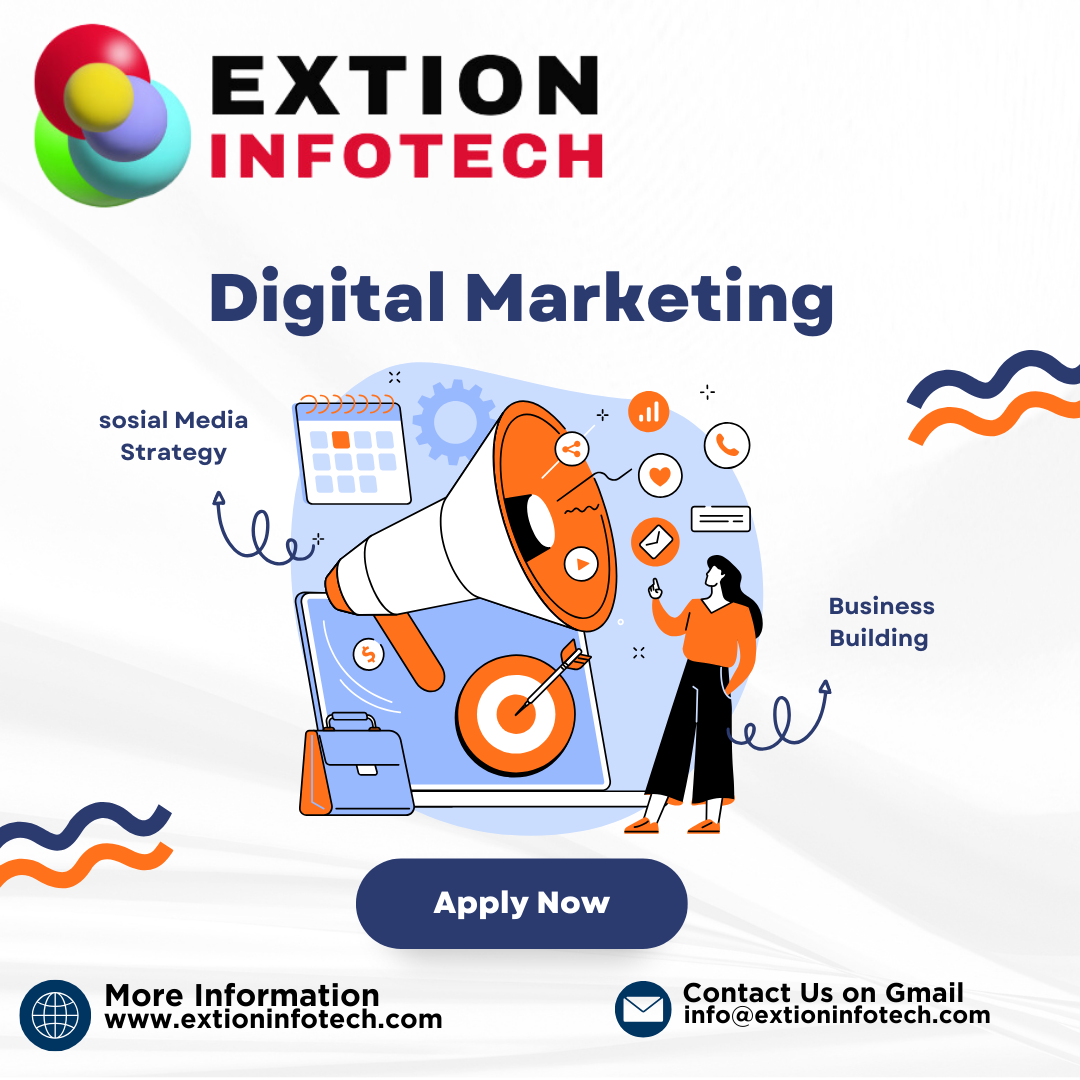 EXTION
INFOTECH
Digital Marketing
sosial Media
Strategy
Business
Building
Apply Now
More Information
www.extioninfotech.com
Contact Us on Gmail
info@extioninfotech.com